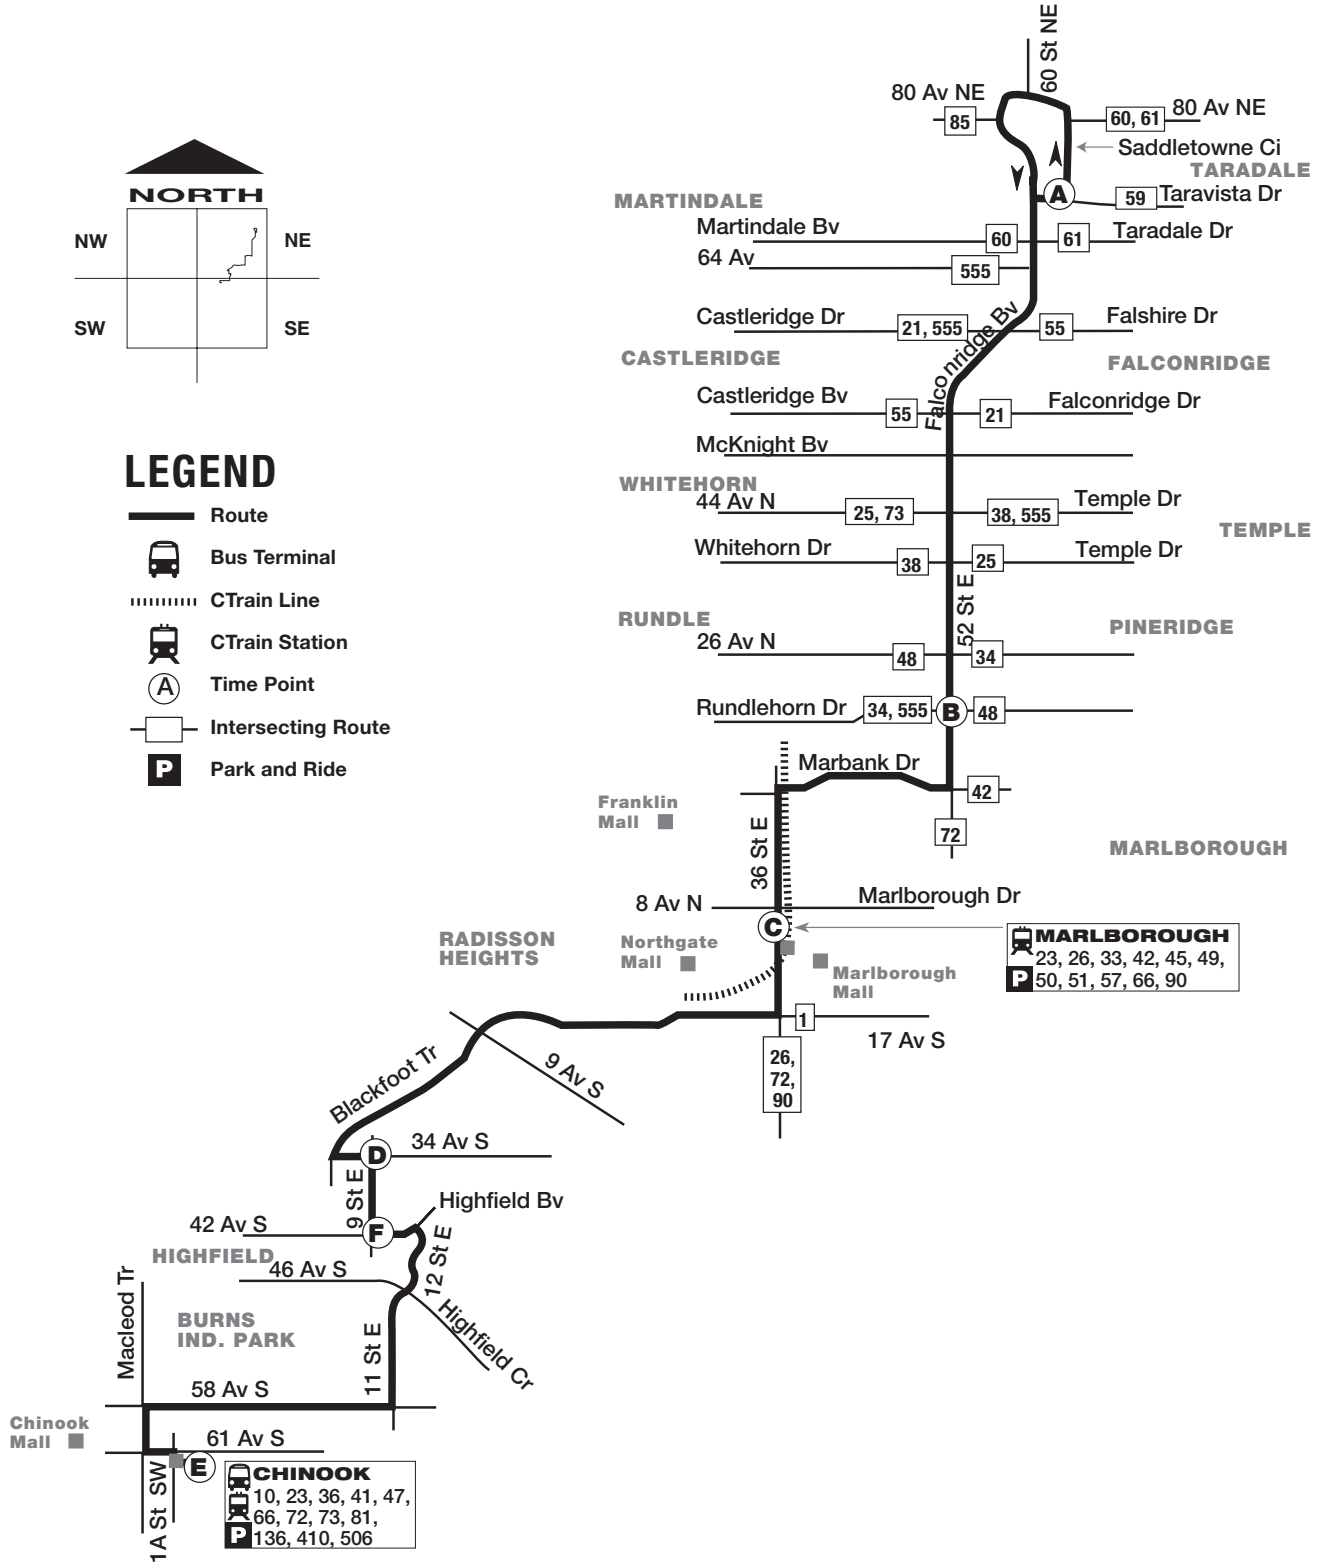 60 St NE
80 Av NE
85
60, 61
80 Av NE
Saddletowne Ci
TARADALE
NORTH
NW
NE
SW
SE
MARTINDALE
A
59
Taravista Dr
Martindale Bv
60
61
Taradale Dr
64 Av
555
Castleridge Dr
21, 555
Falconridge Bv
55
Falshire Dr
CASTLERIDGE
FALCONRIDGE
Castleridge Bv
55
21
Falconridge Dr
McKnight Bv
LEGEND
Route
Bus Terminal
CTrain Line
CTrain Station
A
Time Point
Intersecting Route
P
Park and Ride
WHITEHORN
44 Av N
25, 73
38, 555
Temple Dr
TEMPLE
Whitehorn Dr
38
25
Temple Dr
52 St E
RUNDLE
PINERIDGE
26 Av N
48
34
Rundlehorn Dr
34, 555
B
48
Marbank Dr
42
Franklin
Mall
36 St E
72
MARLBOROUGH
8 Av N
Marlborough Dr
C
RADISSON
HEIGHTS
Northgate
Mall
Marlborough
Mall
MARLBOROUGH
23, 26, 33, 42, 45, 49,
P
50, 51, 57, 66, 90
1
17 Av S
26,
72,
90
Blackfoot Tr
9 Av S
D
34 Av S
9 St E
Highfield Bv
42 Av S
F
12 St E
HIGHFIELD
46 Av S
Highfield Cr
Macleod Tr
BURNS
IND. PARK
11 St E
58 Av S
Chinook
Mall
61 Av S
E
1A St SW
CHINOOK
10, 23, 36, 41, 47,
66, 72, 73, 81,
P
136, 410, 506